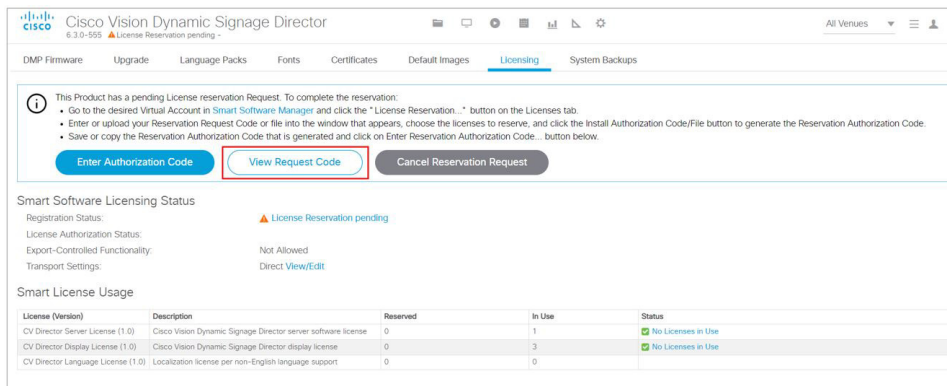 CISCO
Cisco Vision Dynamic Signage Director
6.3.0-555 License Reservation pending -
All Venues
DMP Firmware Upgrade Language Packs Fonts Certificates Default Images Licensing System Backups
This Product has a pending License reservation Request. To complete the reservation:
• Go to the desired Virtual Account in Smart Software Manager and click the "License Reservation..." button on the Licenses tab.
• Enter or upload your Reservation Request Code or file into the window that appears, choose the licenses to reserve, and click the Install Authorization Code/File button to generate the Reservation Authorization Code.
• Save or copy the Reservation Authorization Code that is generated and click on Enter Reservation Authorization Code... button below.
Enter Authorization Code View Request Code Cancel Reservation Request
Smart Software Licensing Status
Registration Status: License Reservation pending
License Authorization Status:
Export-Controlled Functionality: Not Allowed
Transport Settings: Direct View/Edit
Smart License Usage
License (Version) Description Reserved In Use Status
CV Director Server License (1.0) Cisco Vision Dynamic Signage Director server software license 0 1 No Licenses in Use
CV Director Display License (1.0) Cisco Vision Dynamic Signage Director display license 0 3 No Licenses in Use
CV Director Language License (1.0) Localization license per non-English language support 0 0